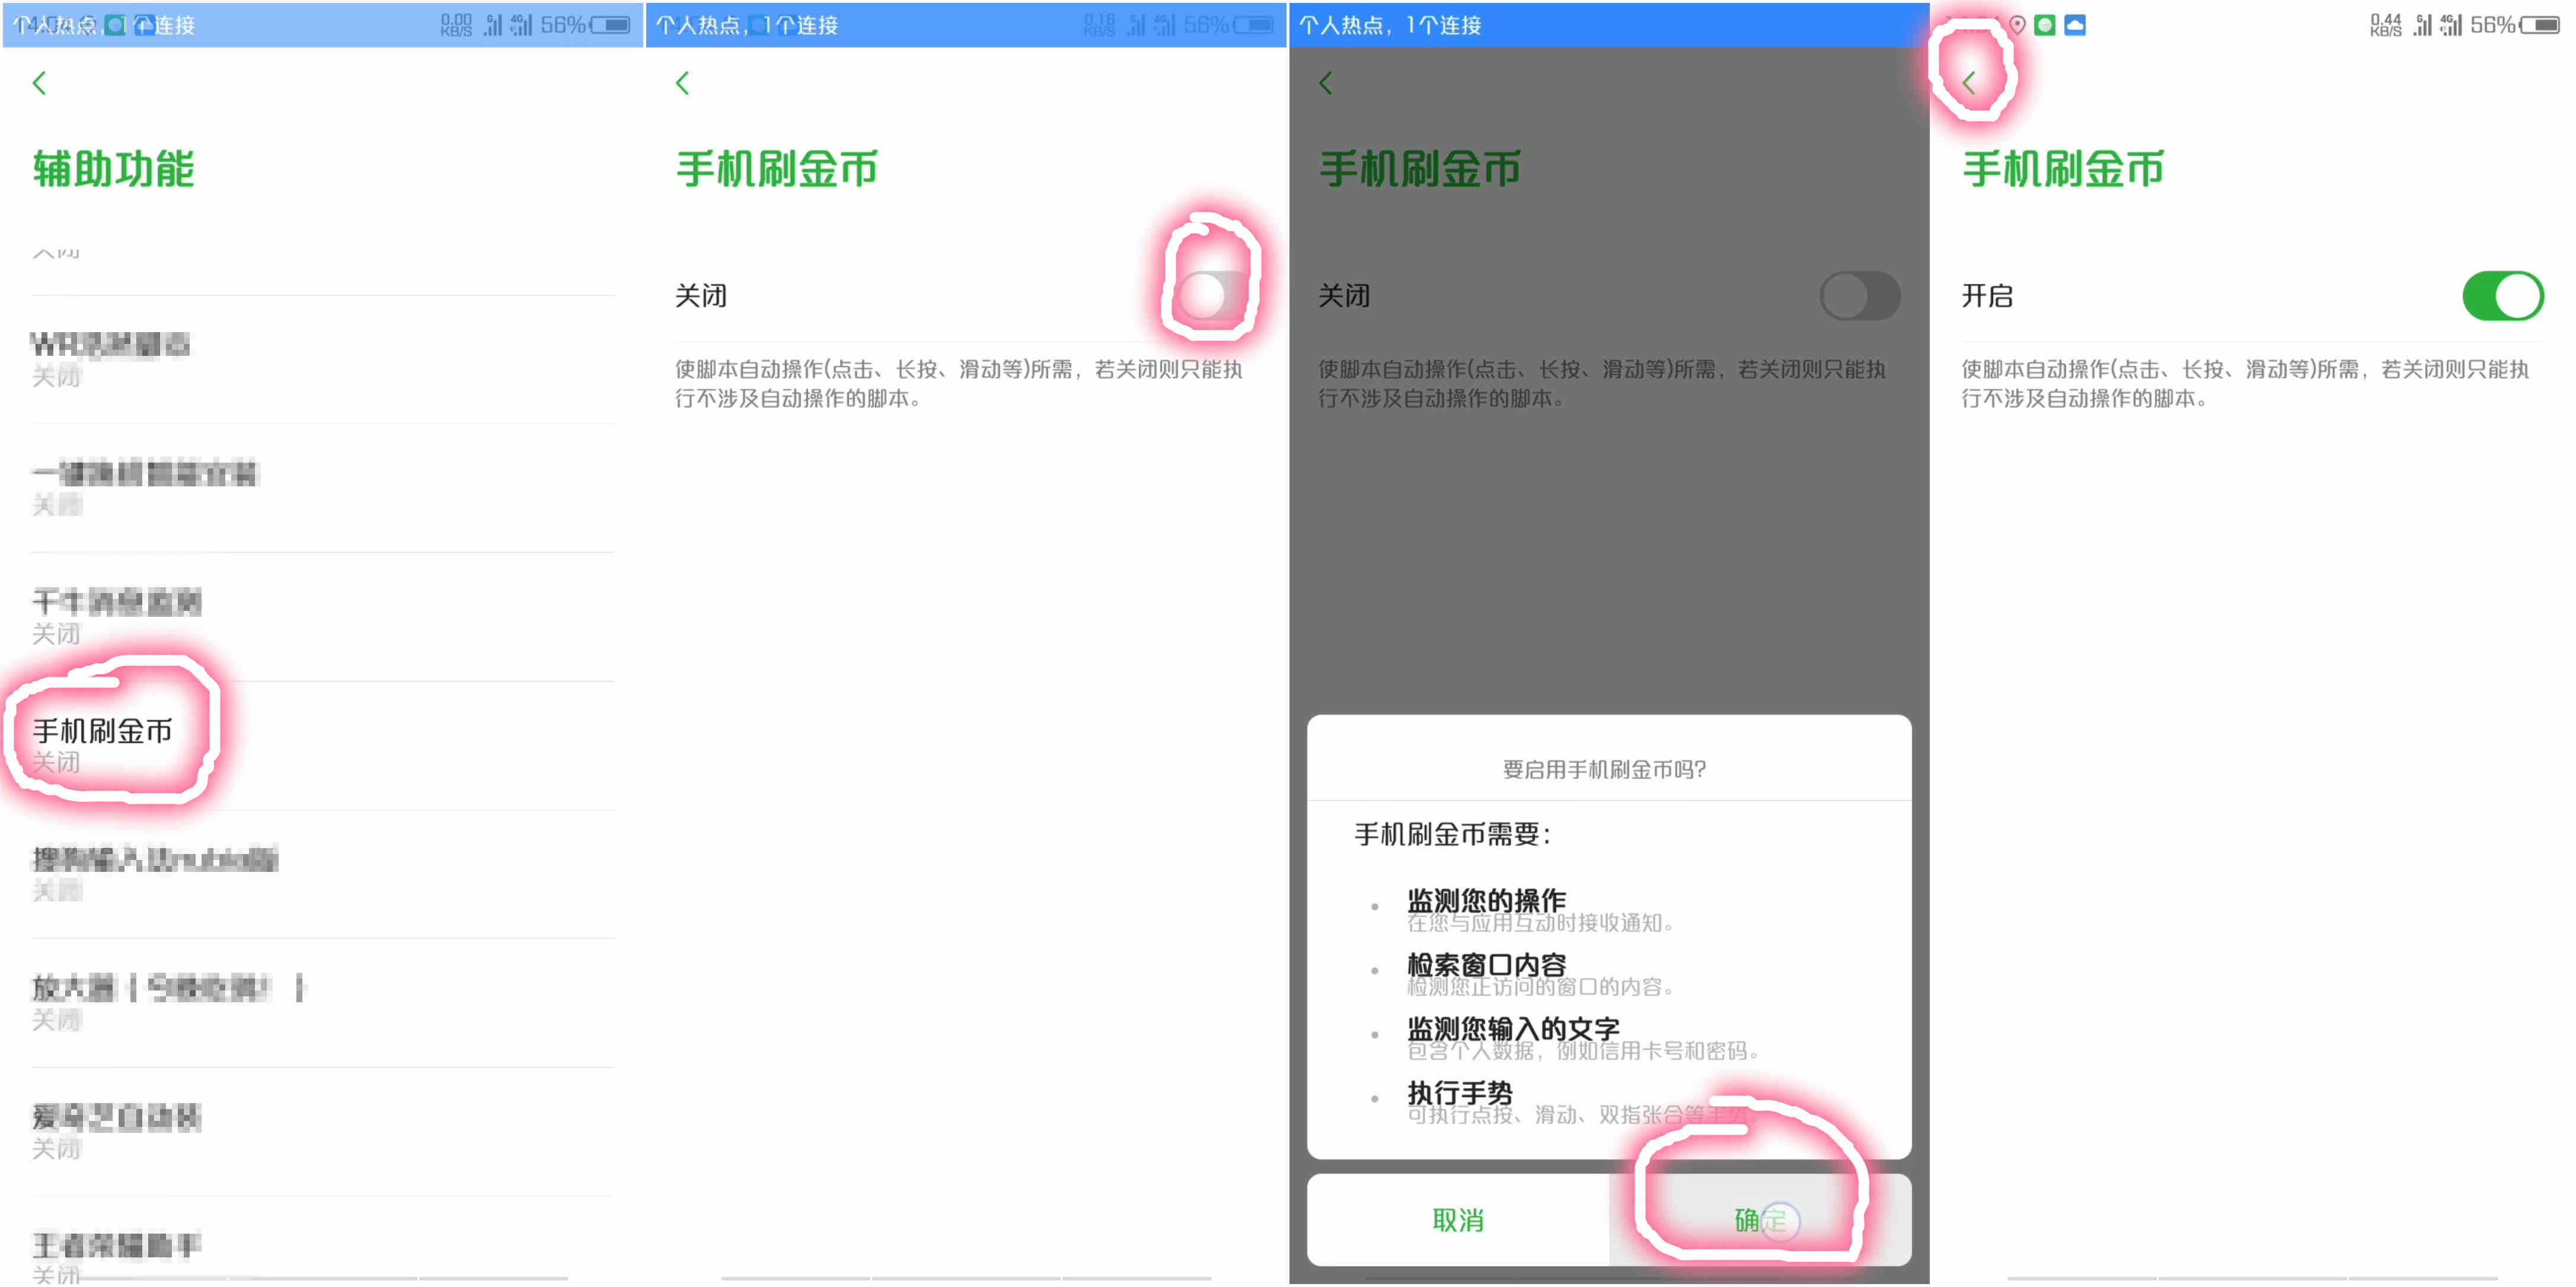 个人热点，1个连接
0.00
KB/S
4G
56%
辅助功能
关闭
关闭
关闭
关闭
手机刷金币
关闭
关闭
关闭
关闭
关闭
个人热点，1个连接
0.16
KB/S
4G
56%
手机刷金币
关闭
使脚本自动操作(点击、长按、滑动等)所需，若关闭则只能执
行不涉及自动操作的脚本。
个人热点，1个连接
手机刷金币
关闭
使脚本自动操作(点击、长按、滑动等)所需，若关闭则只能执
行不涉及自动操作的脚本。
要启用手机刷金币吗?
手机刷金币需要：
监测您的操作
在您与应用互动时接收通知。
检索窗口内容
检测您正访问的窗口的内容。
监测您输入的文字
包含个人数据，例如信用卡号和密码。
执行手势
可执行点按、滑动、双指张合等手势。
取消
确定
0.44
KB/S
4G
56%
手机刷金币
开启
使脚本自动操作(点击、长按、滑动等)所需，若关闭则只能执
行不涉及自动操作的脚本。